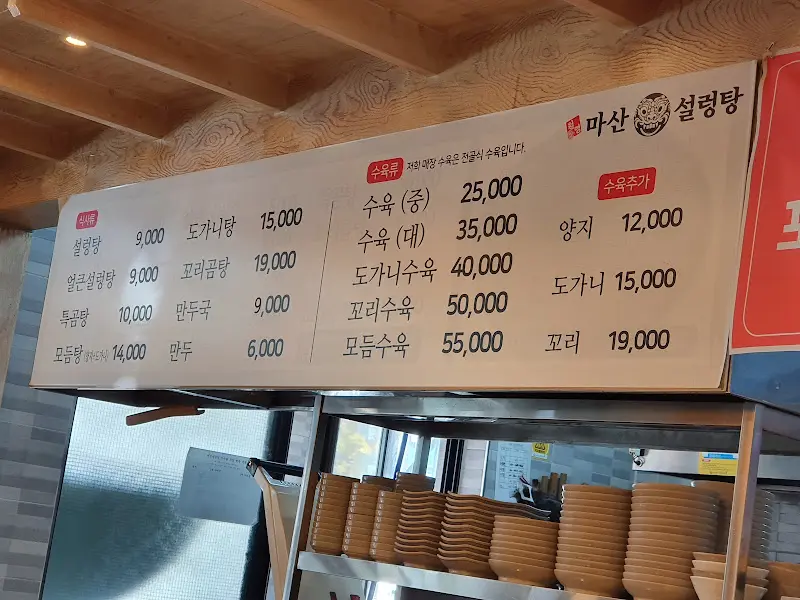 마산 설렁탕
식사류
설렁탕 9,000
얼큰설렁탕 9,000
특곰탕 10,000
모듬탕 14,000
도가니탕 15,000
꼬리곰탕 19,000
만두국 9,000
만두 6,000
수육류 저희 매장 수육은 전골식 수육입니다.
수육 (중) 25,000
수육 (대) 35,000
도가니수육 40,000
꼬리수육 50,000
모듬수육 55,000
수육추가
양지 12,000
도가니 15,000
꼬리 19,000